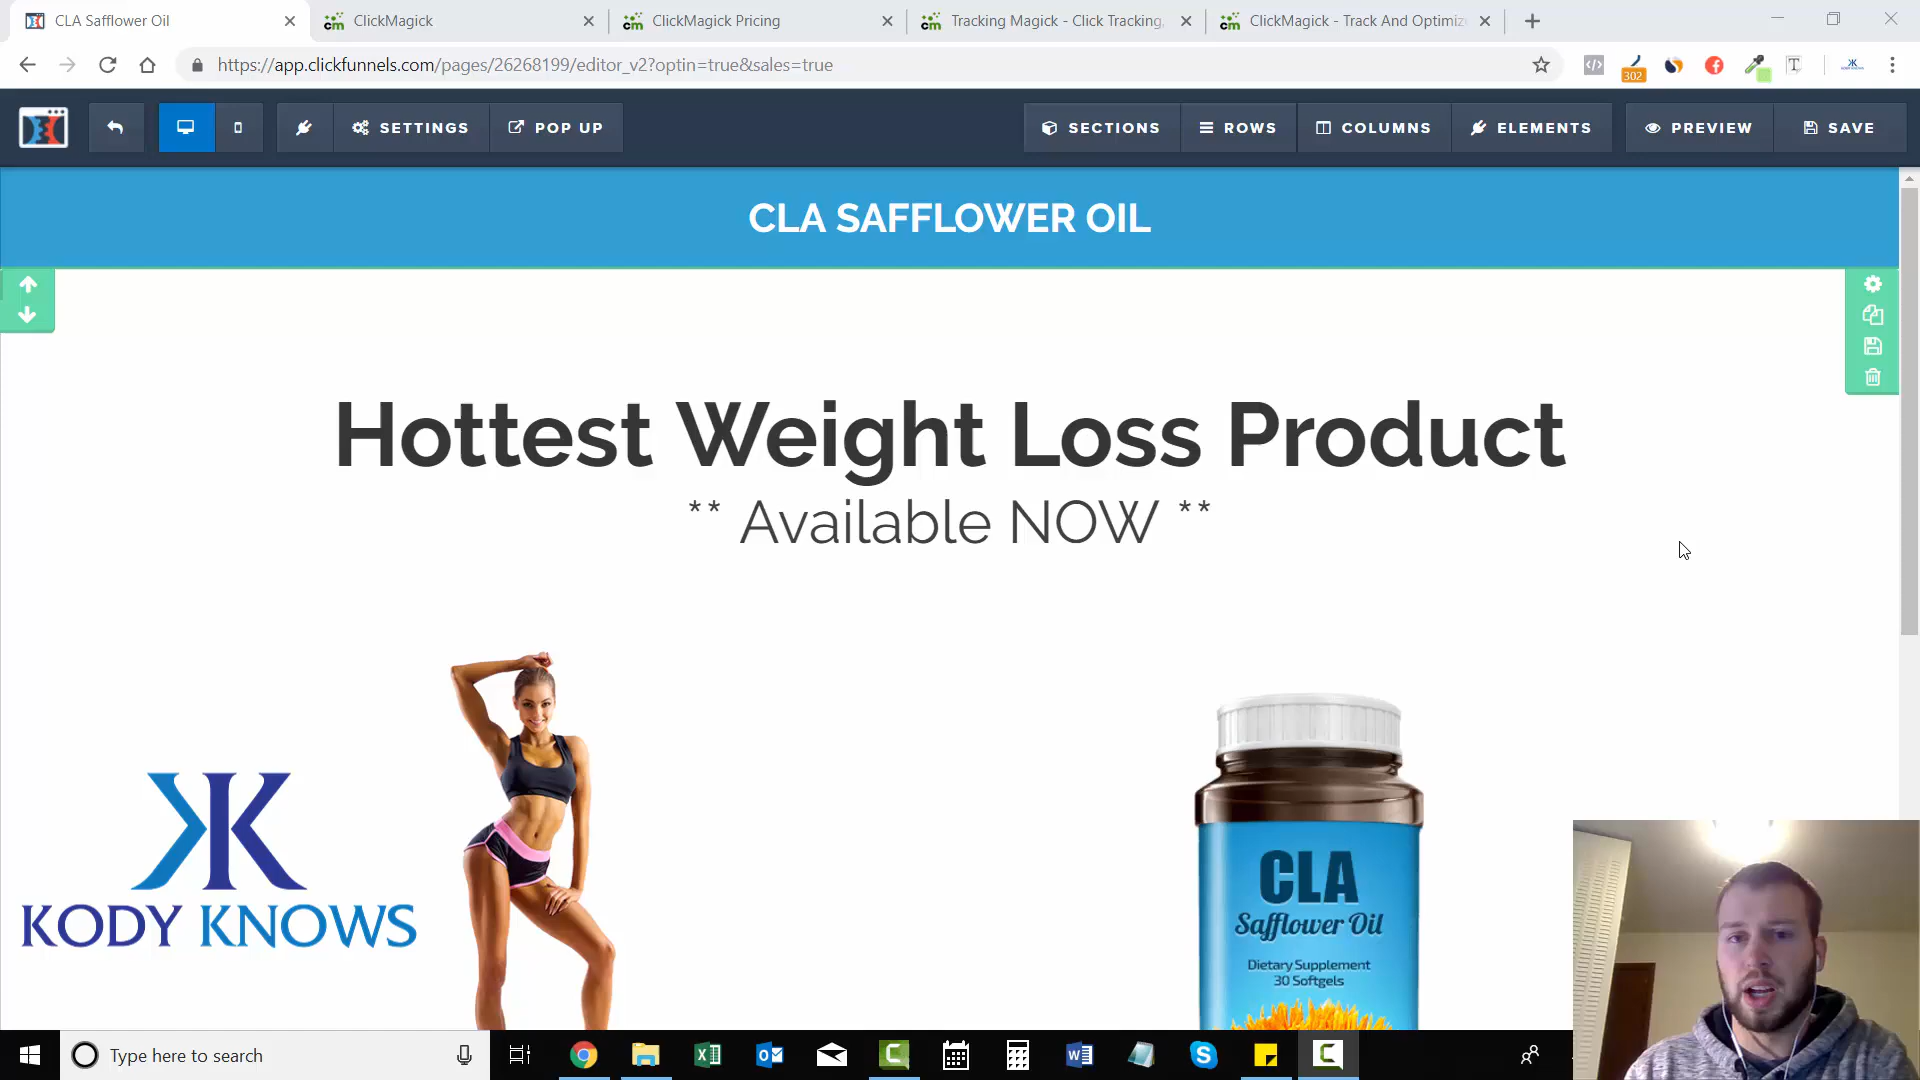 CLA Safflower Oil
ClickMagick
ClickMagick Pricing
Tracking Magick - Click Tracking,
ClickMagick - Track And Optimiz
https://app.clickfunnels.com/pages/26268199/editor_v2?optin=true&sales=true
302
SETTINGS
POP UP
SECTIONS
ROWS
COLUMNS
ELEMENTS
PREVIEW
SAVE
CLA SAFFLOWER OIL
Hottest Weight Loss Product
** Available NOW **
KODY KNOWS
CLA
Safflower Oil
Dietary Supplement
30 Softgels
Type here to search